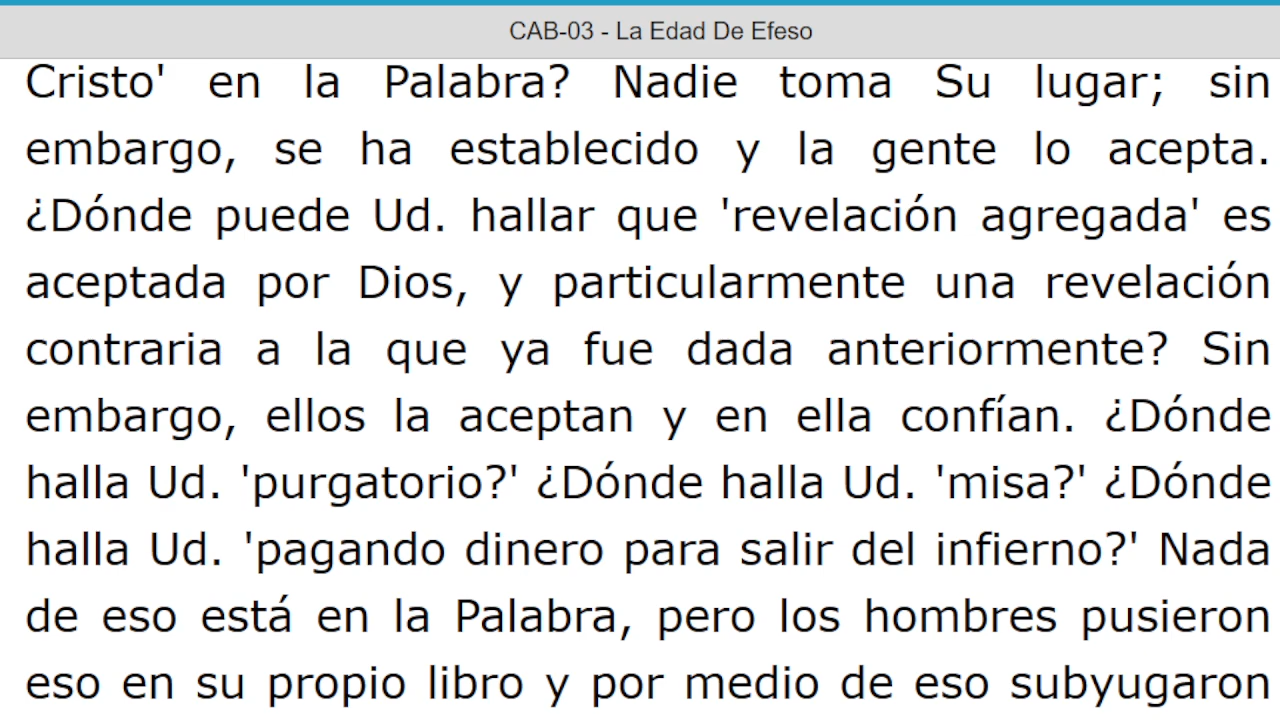 CAB-03 - La Edad De Efeso
Cristo' en la Palabra? Nadie toma Su lugar; sin
embargo, se ha establecido y la gente lo acepta.
¿Dónde puede Ud. hallar que 'revelación agregada' es
aceptada por Dios, y particularmente una revelación
contraria a la que ya fue dada anteriormente? Sin
embargo, ellos la aceptan y en ella confían. ¿Dónde
halla Ud. 'purgatorio?' ¿Dónde halla Ud. 'misa?' ¿Dónde
halla Ud. 'pagando dinero para salir del infierno?' Nada
de eso está en la Palabra, pero los hombres pusieron
eso en su propio libro y por medio de eso subyugaron